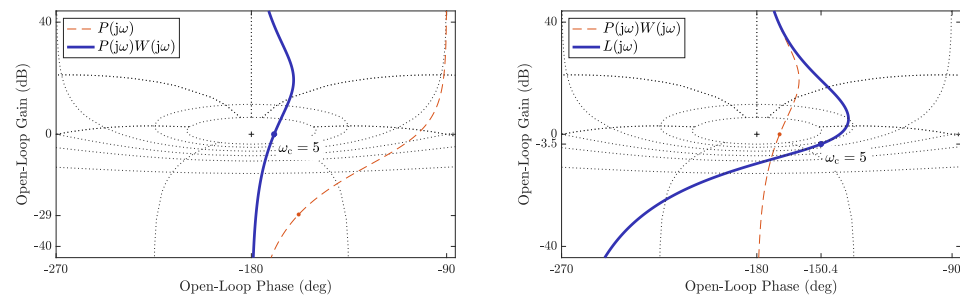 P(jω)
P(jω)W(jω)
40
0
-29
-40
Open-Loop Gain (dB)
ωc = 5
-270
-180
-90
Open-Loop Phase (deg)
P(jω)W(jω)
L(jω)
40
0
-3.5
-40
Open-Loop Gain (dB)
ωc = 5
-270
-180
-150.4
-90
Open-Loop Phase (deg)